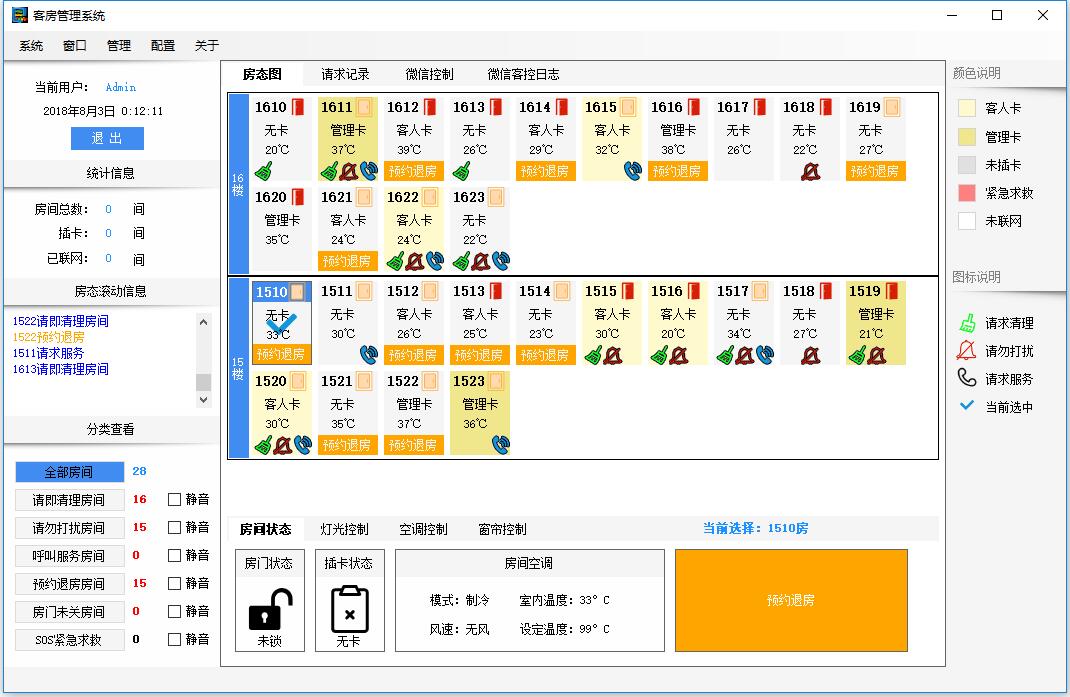 客房管理系统
系统 窗口 管理 配置 关于
当前用户： Admin
2018年8月3日 0:12:11
退 出
统计信息
房间总数： 0 间
插卡： 0 间
已联网： 0 间
房态滚动信息
1522请即清理房间
1522预约退房
1511请求服务
1613请即清理房间
分类查看
全部房间 28
请即清理房间 16 静音
请勿打扰房间 15 静音
呼叫服务房间 0 静音
预约退房房间 15 静音
房门未关房间 0 静音
SOS紧急求救 0 静音
房态图 请求记录 微信控制 微信客控日志
16楼
1610 1611 1612 1613 1614 1615 1616 1617 1618 1619
无卡 管理卡 客人卡 无卡 客人卡 客人卡 管理卡 无卡 无卡 无卡
20℃ 37℃ 39℃ 26℃ 29℃ 32℃ 38℃ 26℃ 22℃ 27℃
预约退房 预约退房 预约退房 预约退房
1620 1621 1622 1623
管理卡 客人卡 客人卡 无卡
35℃ 24℃ 24℃ 22℃
预约退房
15楼
1510 1511 1512 1513 1514 1515 1516 1517 1518 1519
无卡 无卡 客人卡 无卡 无卡 客人卡 客人卡 无卡 无卡 管理卡
33℃ 30℃ 26℃ 25℃ 23℃ 30℃ 20℃ 34℃ 27℃ 21℃
预约退房 预约退房 预约退房 预约退房
1520 1521 1522 1523
客人卡 无卡 管理卡 管理卡
30℃ 35℃ 37℃ 36℃
预约退房 预约退房
房间状态 灯光控制 空调控制 窗帘控制 当前选择：1510房
房门状态 插卡状态 房间空调
模式：制冷 室内温度：33° C
风速：无风 设定温度：99° C
未锁 无卡
预约退房
颜色说明
客人卡
管理卡
未插卡
紧急求救
未联网
图标说明
请求清理
请勿打扰
请求服务
当前选中